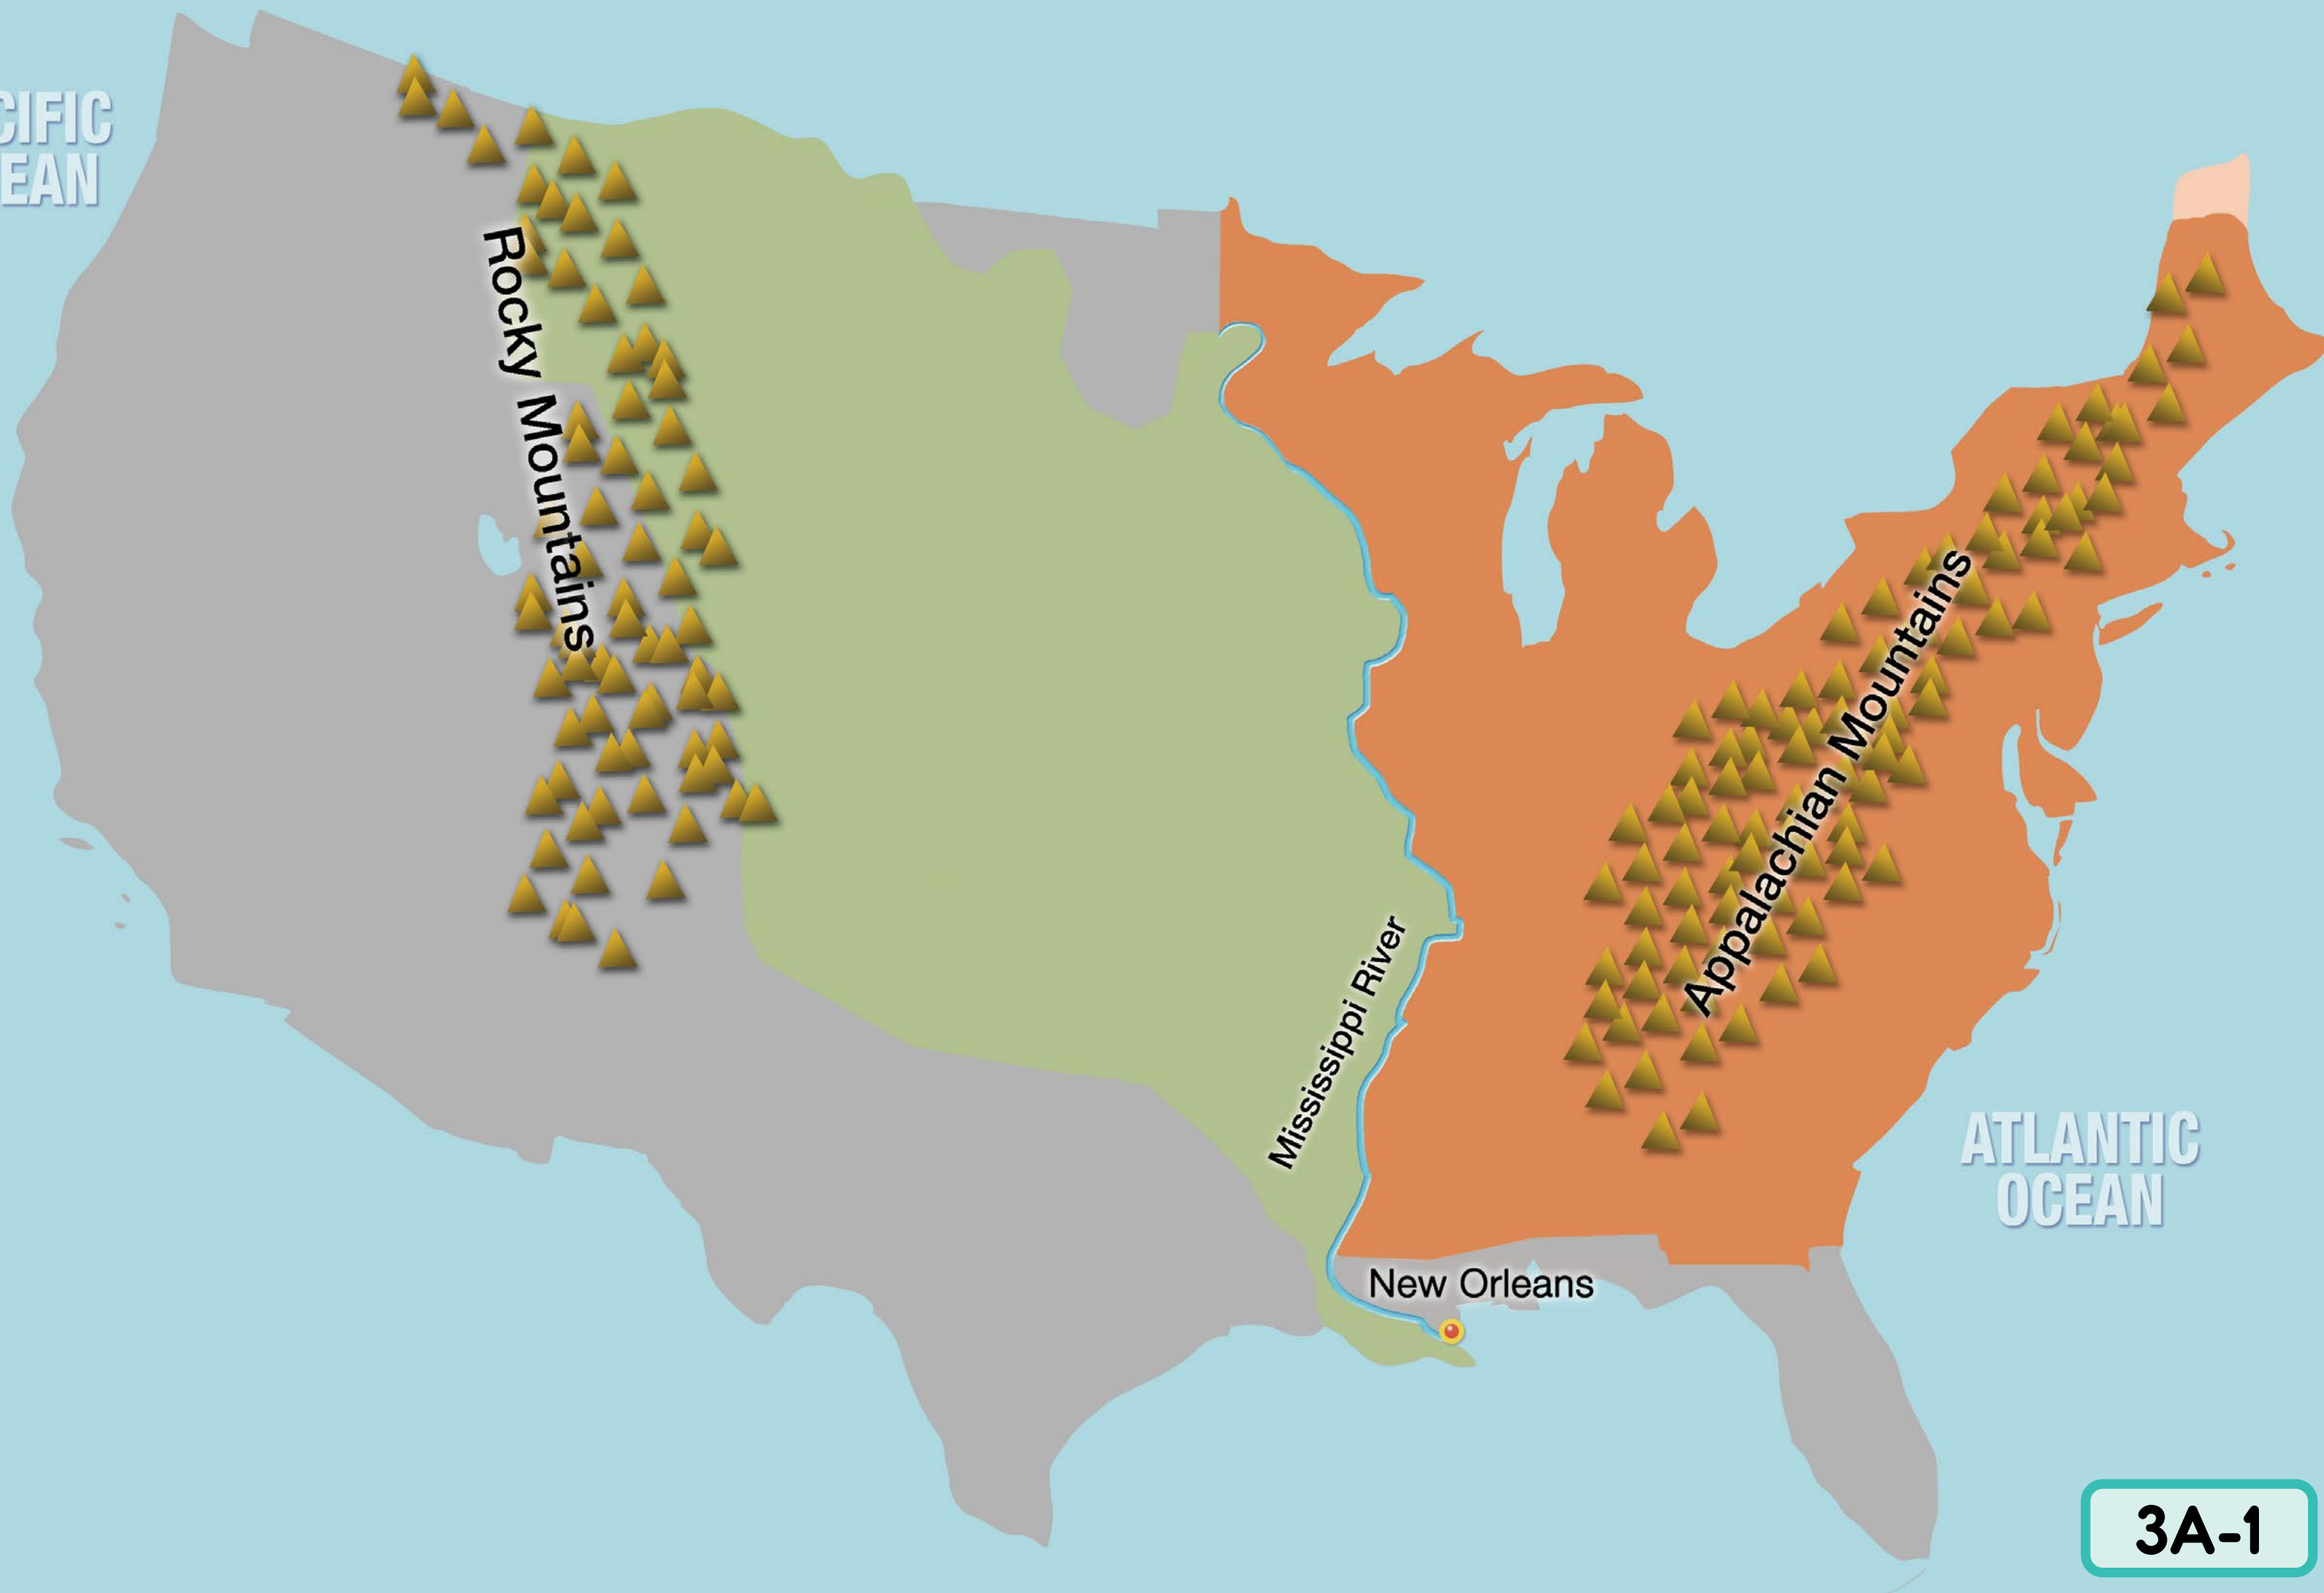 CIFIC
EAN
Rocky Mountains
Appalachian Mountains
Mississippi River
New Orleans
ATLANTIC
OCEAN
3A-1